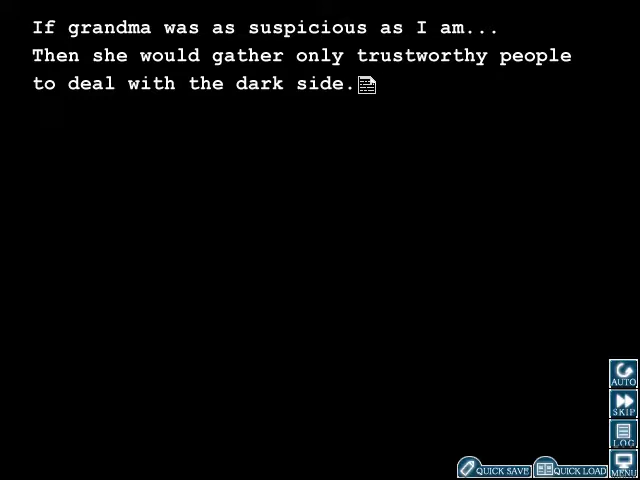 If grandma was as suspicious as I am...
Then she would gather only trustworthy people
to deal with the dark side.
AUTO
SKIP
LOG
MENU
QUICK SAVE
QUICK LOAD